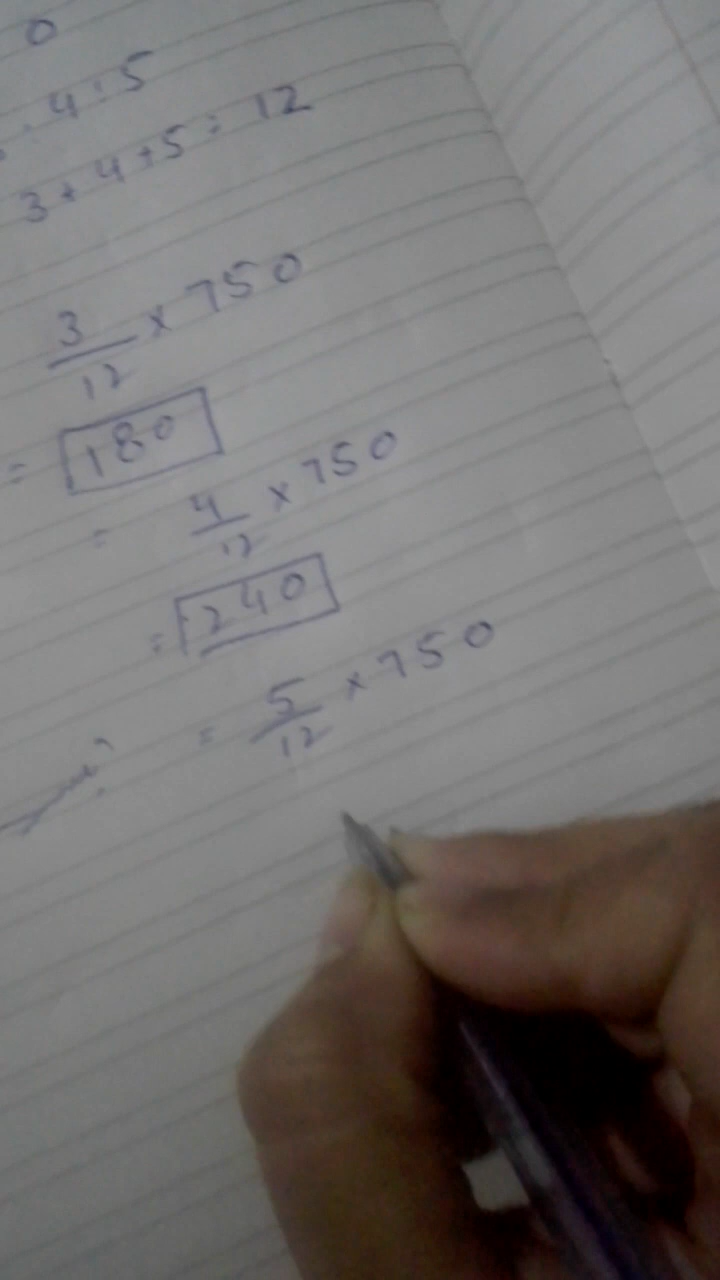 0
: 4 : 5
3 + 4 + 5 = 12
3/12 × 750
= 180
= 4/12 × 750
= 240
= 5/12 × 750